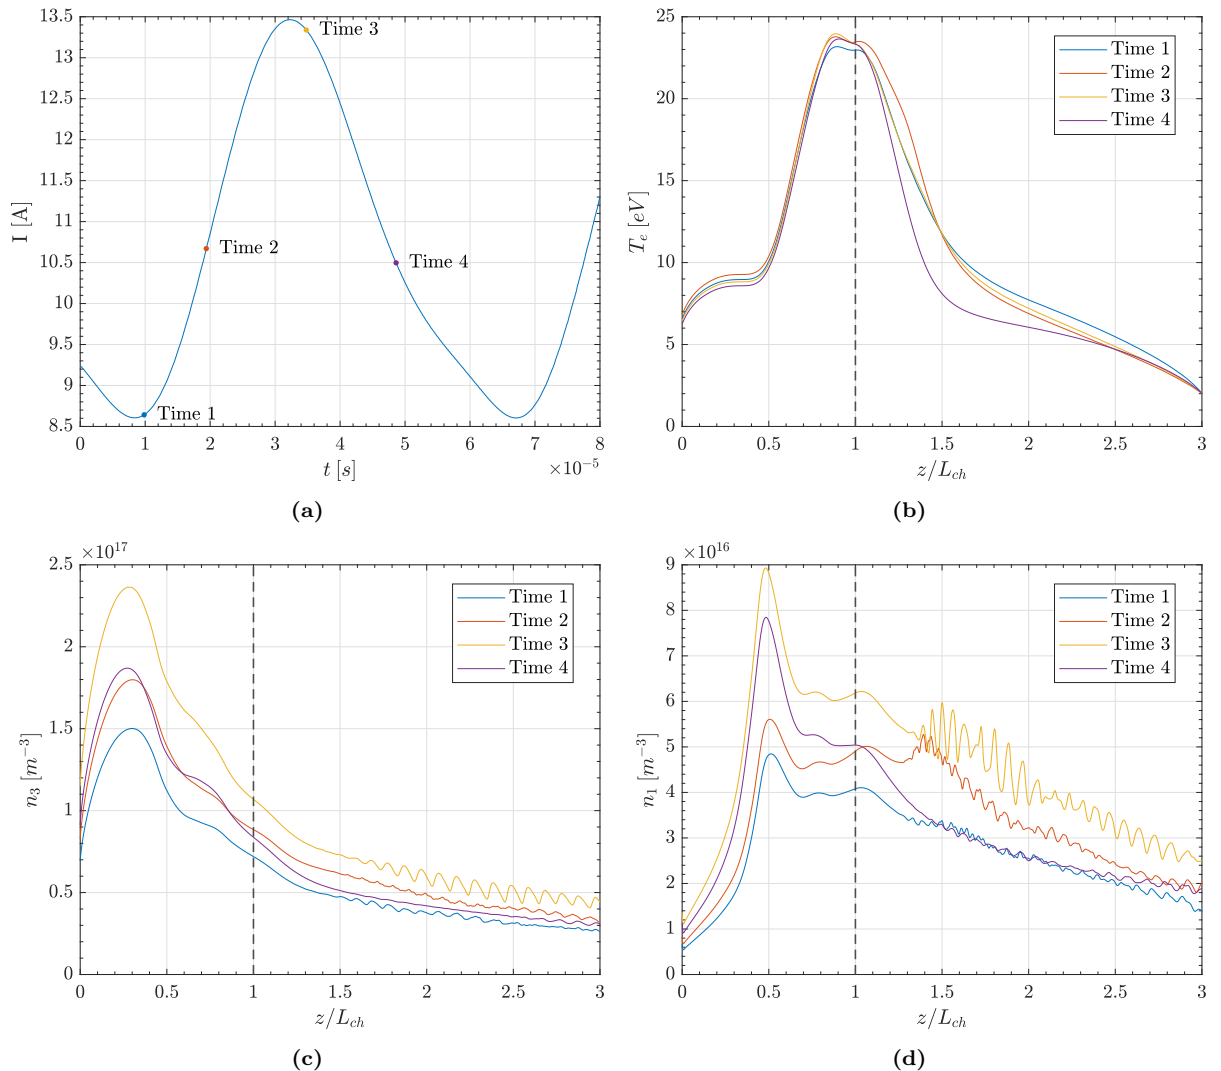 13.5
13
12.5
12
11.5
11
10.5
10
9.5
9
8.5
I [A]
Time 1
Time 2
Time 3
Time 4
0 1 2 3 4 5 6 7 8
×10⁻⁵
t [s]
(a)
25
20
15
10
5
0
T_e [eV]
Time 1
Time 2
Time 3
Time 4
0 0.5 1 1.5 2 2.5 3
z/L_ch
(b)
×10¹⁷
2.5
2
1.5
1
0.5
0
n₃ [m⁻³]
Time 1
Time 2
Time 3
Time 4
0 0.5 1 1.5 2 2.5 3
z/L_ch
(c)
×10¹⁶
9
8
7
6
5
4
3
2
1
0
n₁ [m⁻³]
Time 1
Time 2
Time 3
Time 4
0 0.5 1 1.5 2 2.5 3
z/L_ch
(d)